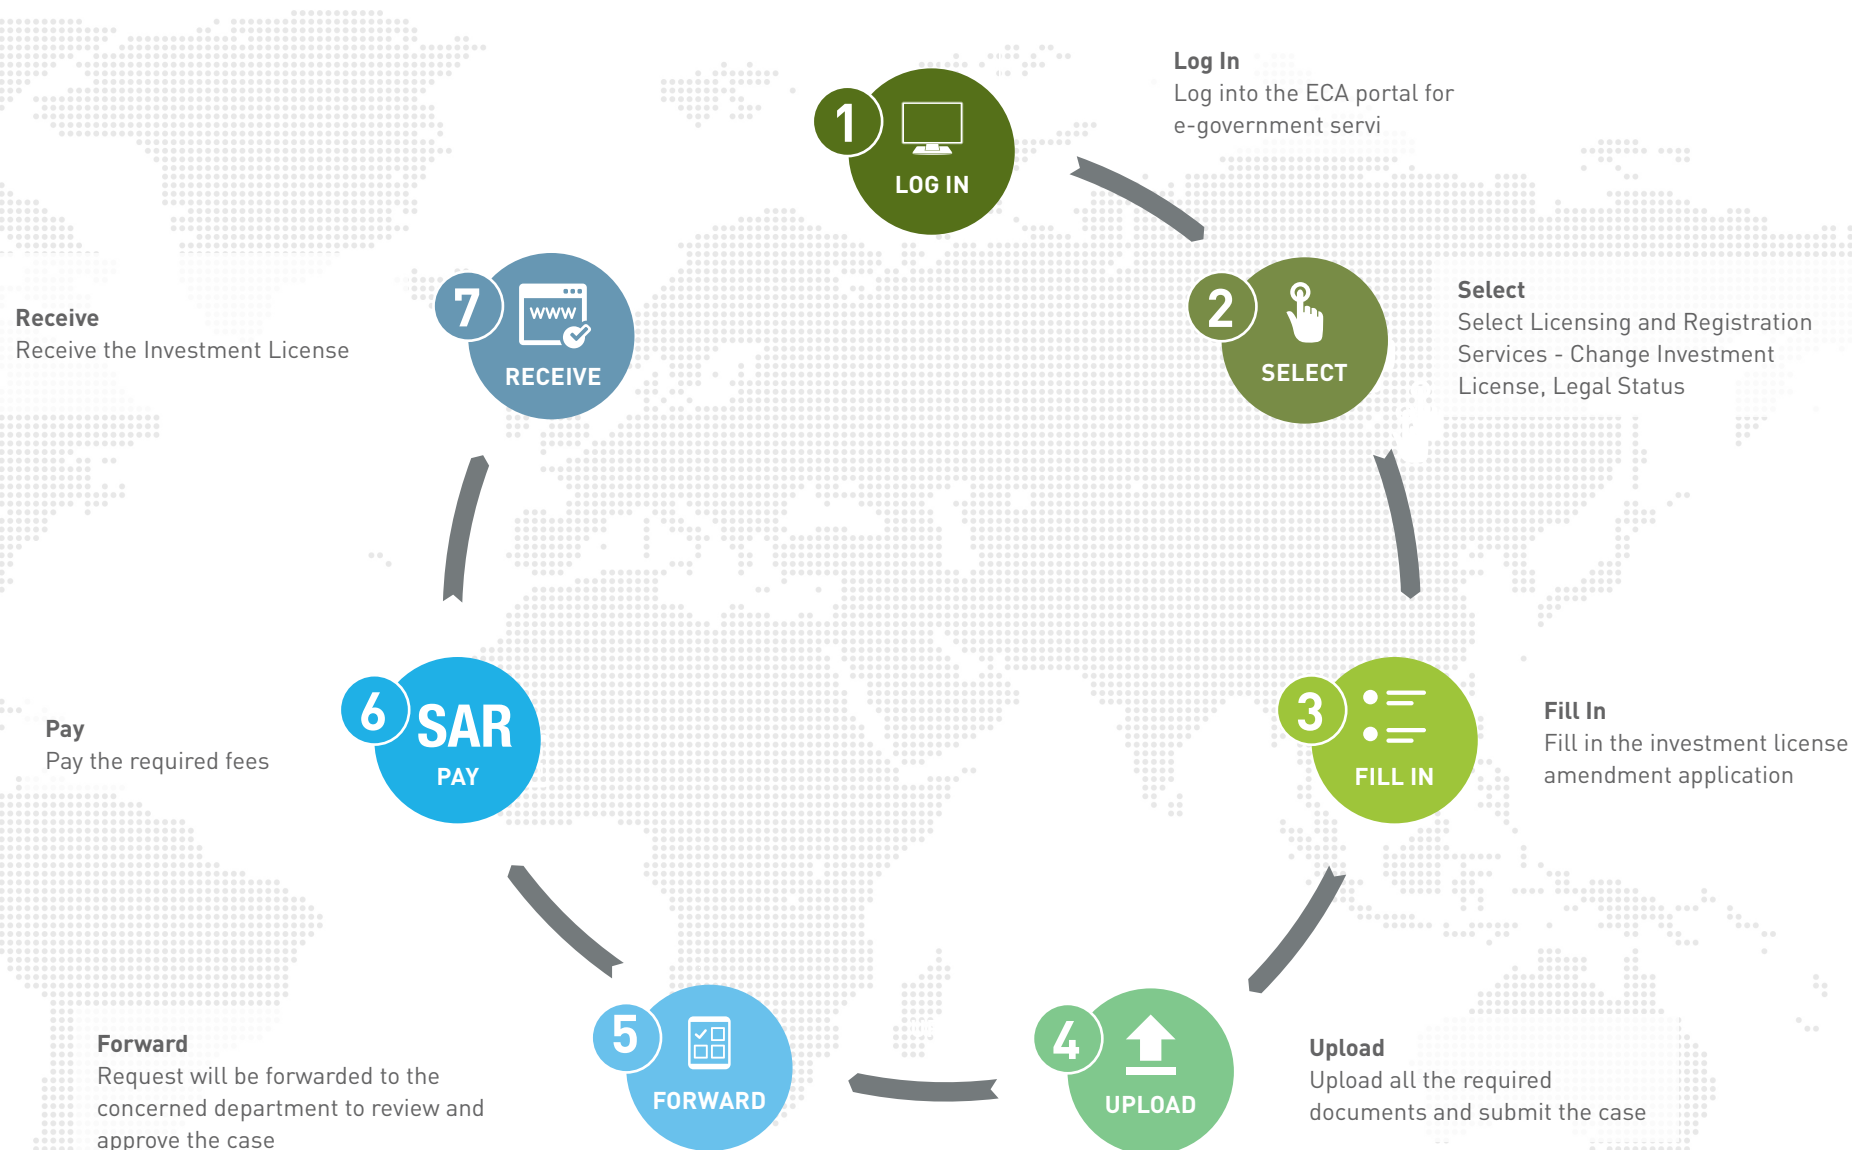 1
LOG IN
Log In
Log into the ECA portal for
e-government servi
2
SELECT
Select
Select Licensing and Registration
Services - Change Investment
License, Legal Status
3
FILL IN
Fill In
Fill in the investment license
amendment application
4
UPLOAD
Upload
Upload all the required
documents and submit the case
5
FORWARD
Forward
Request will be forwarded to the
concerned department to review and
approve the case
6
SAR
PAY
Pay
Pay the required fees
7
WWW
RECEIVE
Receive
Receive the Investment License